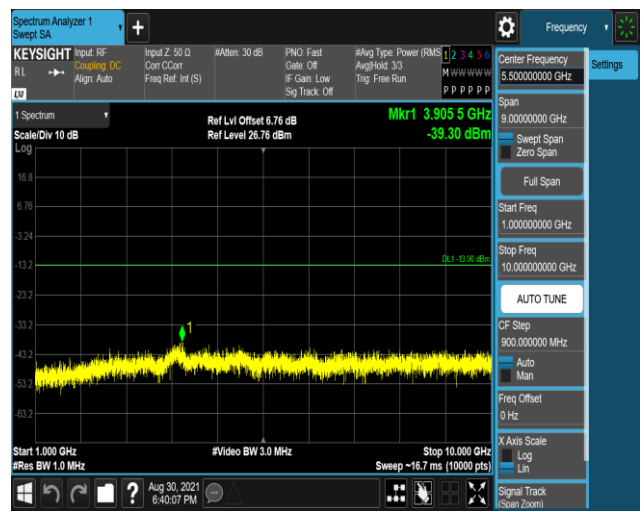 Spectrum Analyzer 1
Swept SA
+
Frequency
KEYSIGHT
Input: RF
Input Z: 50 Ω
#Atten: 30 dB
PNO: Fast
#Avg Type: Power (RMS
1 2 3 4 5 6
R L
Coupling: DC
Corr CCorr
Gate: Off
Avg|Hold: 3/3
M W W W W W
Align: Auto
Freq Ref: Int (S)
IF Gain: Low
Trig: Free Run
P P P P P P
LXI
Sig Track: Off
1 Spectrum
Ref Lvl Offset 6.76 dB
Mkr1 3.905 5 GHz
Scale/Div 10 dB
Ref Level 26.76 dBm
-39.30 dBm
Log
16.8
6.76
-3.24
DL1 -13.00 dBm
-13.2
-23.2
-33.2
1
-43.2
-53.2
-63.2
Start 1.000 GHz
#Video BW 3.0 MHz
Stop 10.000 GHz
#Res BW 1.0 MHz
Sweep ~16.7 ms (10000 pts)
?
Aug 30, 2021
6:40:07 PM
Center Frequency
5.500000000 GHz
Settings
Span
9.00000000 GHz
Swept Span
Zero Span
Full Span
Start Freq
1.000000000 GHz
Stop Freq
10.000000000 GHz
AUTO TUNE
CF Step
900.000000 MHz
Auto
Man
Freq Offset
0 Hz
X Axis Scale
Log
Lin
Signal Track
(Span Zoom)